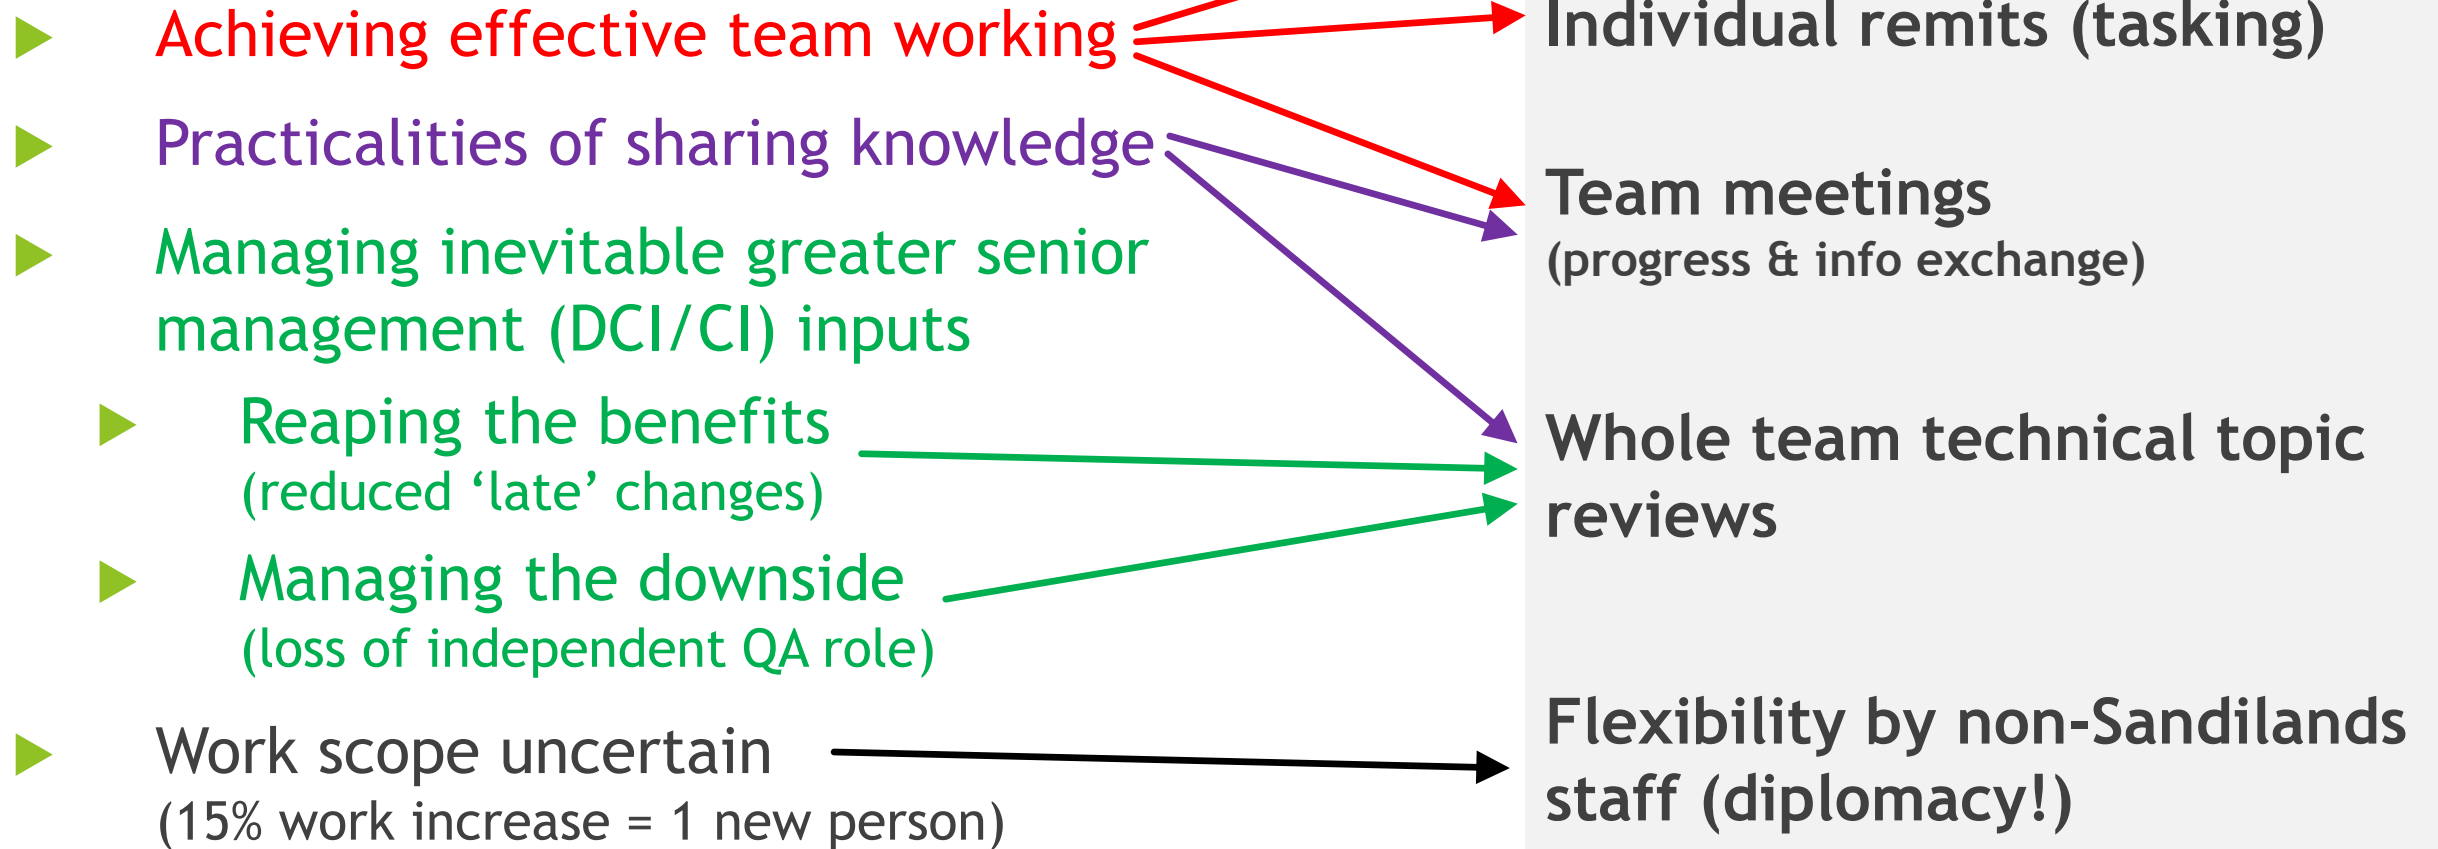 Achieving effective team working
Practicalities of sharing knowledge
Managing inevitable greater senior
management (DCI/CI) inputs
Reaping the benefits
(reduced ‘late’ changes)
Managing the downside
(loss of independent QA role)
Work scope uncertain
(15% work increase = 1 new person)
Individual remits (tasking)
Team meetings
(progress & info exchange)
Whole team technical topic
reviews
Flexibility by non-Sandilands
staff (diplomacy!)